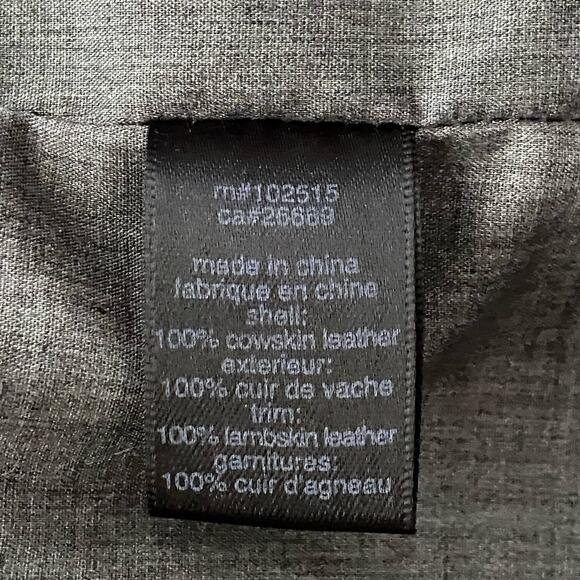 rn#102515
ca#25669
made in china
fabrique en chine
shell:
100% cowskin leather
exterieur:
100% cuir de vache
trim:
100% lambskin leather
garnitures:
100% cuir d'agneau